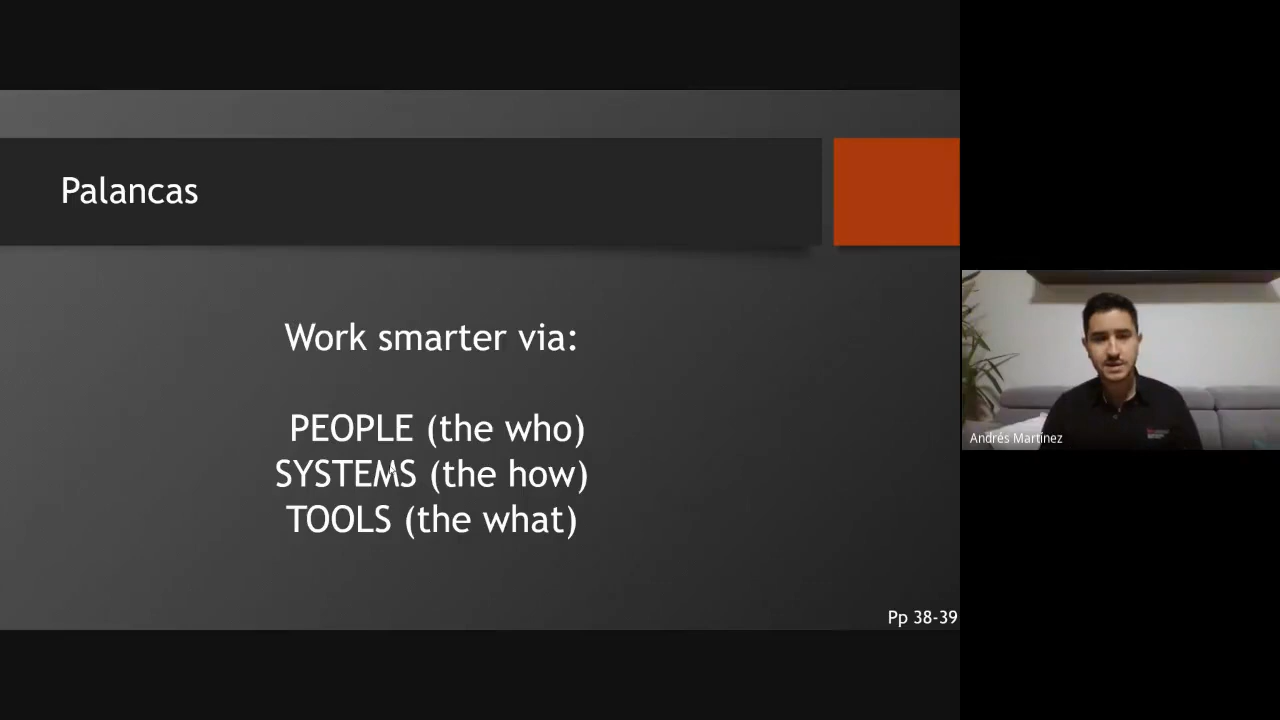 Palancas
Work smarter via:
PEOPLE (the who)
SYSTEMS (the how)
TOOLS (the what)
Pp 38-39
Andrés Martínez